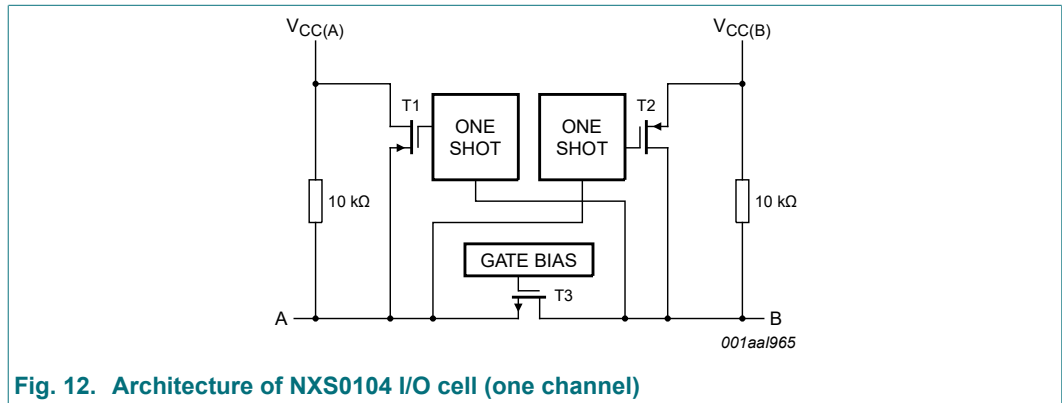 VCC(A) VCC(B)
T1 ONE SHOT ONE SHOT T2
10 kΩ 10 kΩ
GATE BIAS
T3
A B
001aal965
Fig. 12. Architecture of NXS0104 I/O cell (one channel)